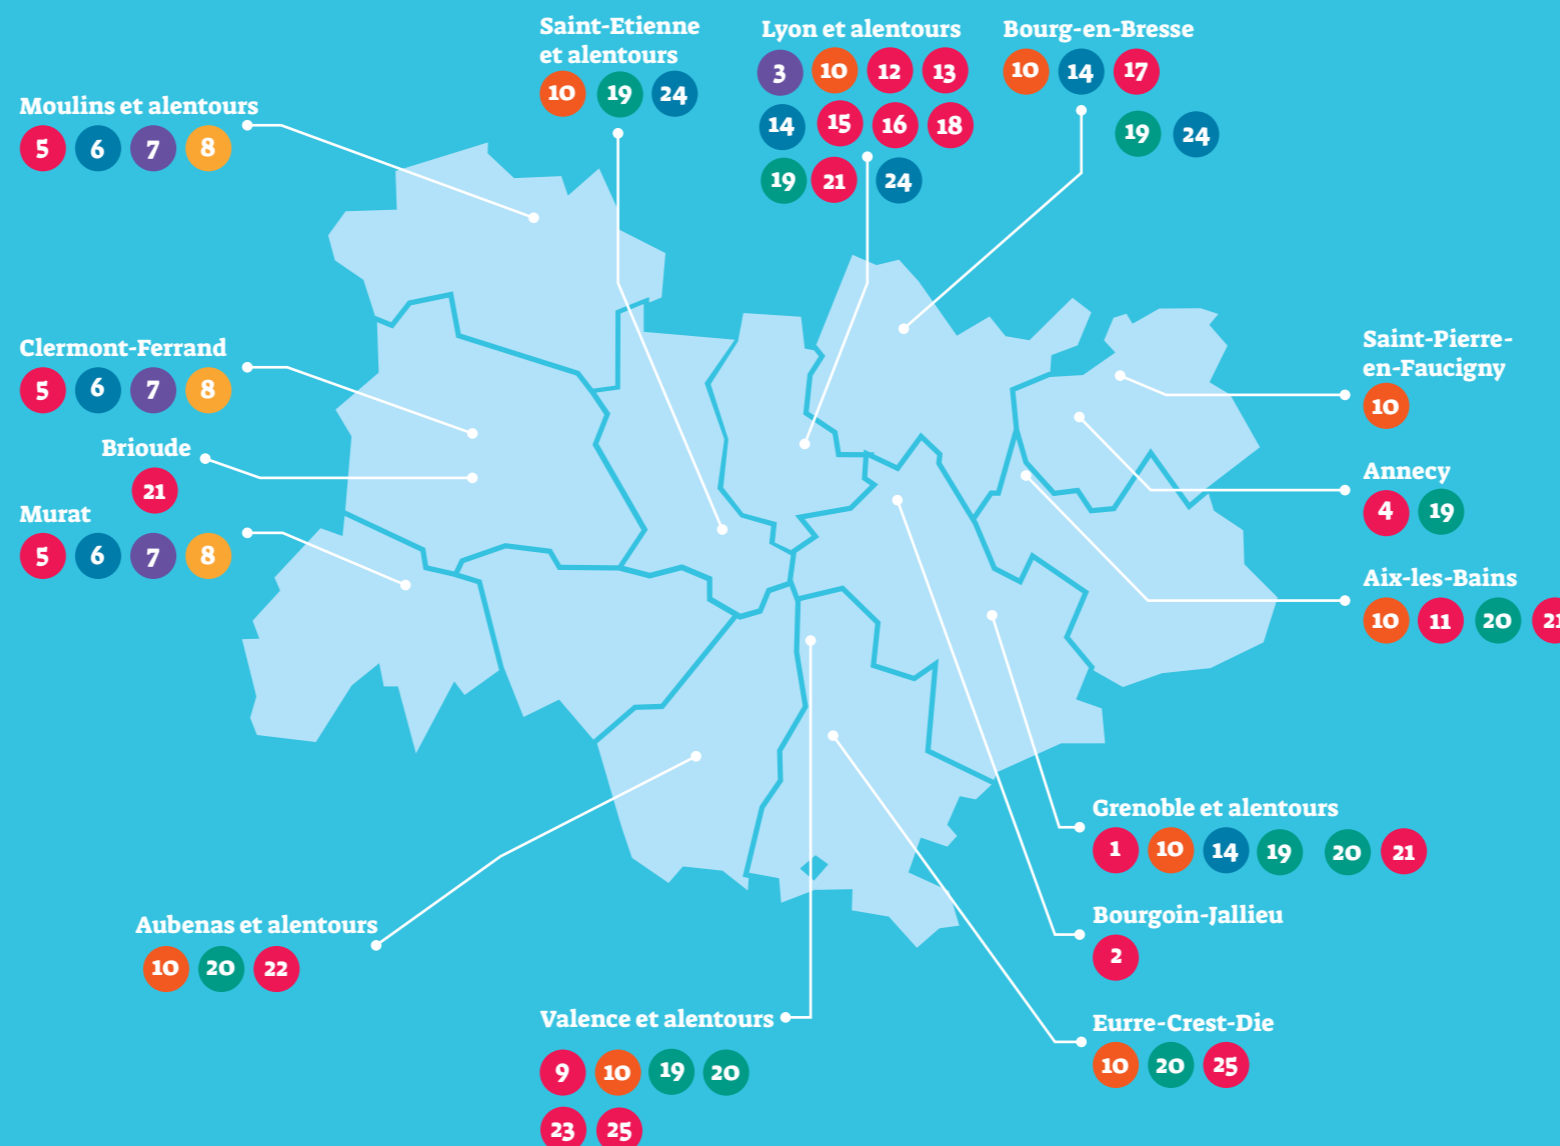 Saint-Etienne
et alentours
10 19 24
Lyon et alentours
3 10 12 13
14 15 16 18
19 21 24
Bourg-en-Bresse
10 14 17
19 24
Moulins et alentours
5 6 7 8
Clermont-Ferrand
5 6 7 8
Brioude
21
Murat
5 6 7 8
Saint-Pierre-
en-Faucigny
10
Annecy
4 19
Aix-les-Bains
10 11 20 21
Grenoble et alentours
1 10 14 19 20 21
Bourgoin-Jallieu
2
Eurre-Crest-Die
10 20 25
Aubenas et alentours
10 20 22
Valence et alentours
9 10 19 20
23 25